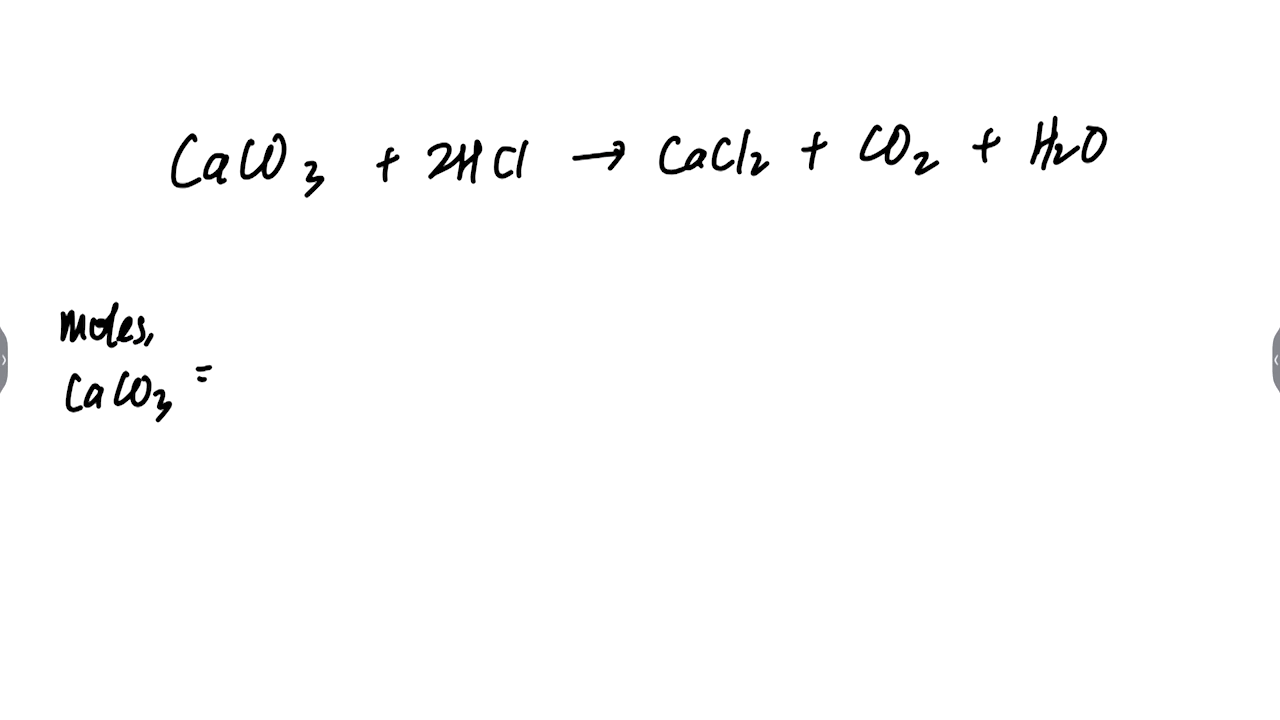 CaCO₃ + 2HCl → CaCl₂ + CO₂ + H₂O
moles,
CaCO₃ =